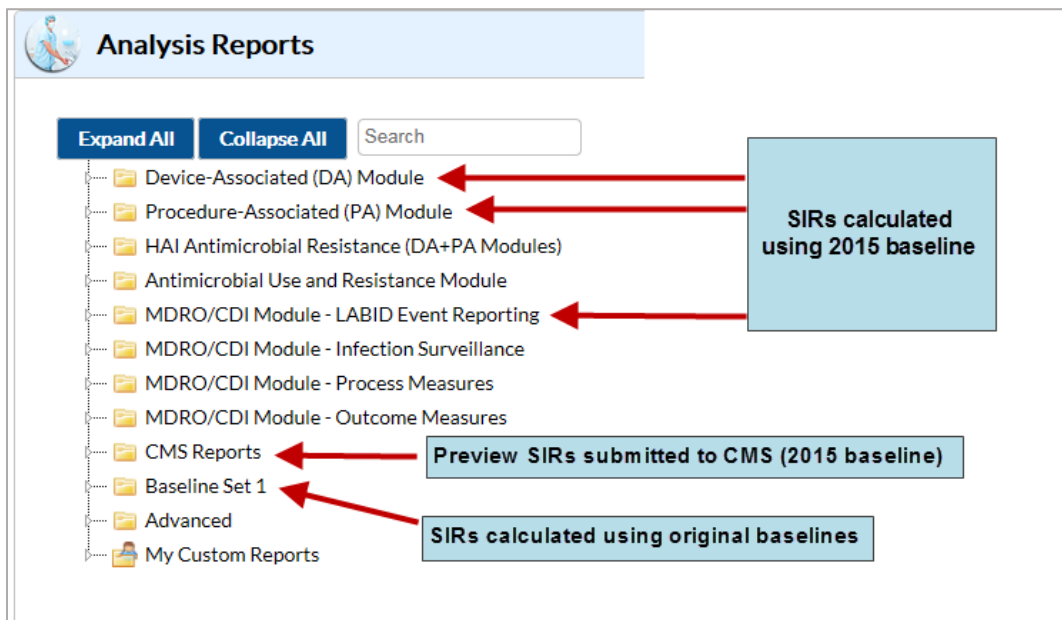 Analysis Reports
Expand All
Collapse All
Search
Device-Associated (DA) Module
Procedure-Associated (PA) Module
HAI Antimicrobial Resistance (DA+PA Modules)
Antimicrobial Use and Resistance Module
MDRO/CDI Module - LABID Event Reporting
MDRO/CDI Module - Infection Surveillance
MDRO/CDI Module - Process Measures
MDRO/CDI Module - Outcome Measures
CMS Reports
Baseline Set 1
Advanced
My Custom Reports
SIRs calculated
using 2015 baseline
Preview SIRs submitted to CMS (2015 baseline)
SIRs calculated using original baselines